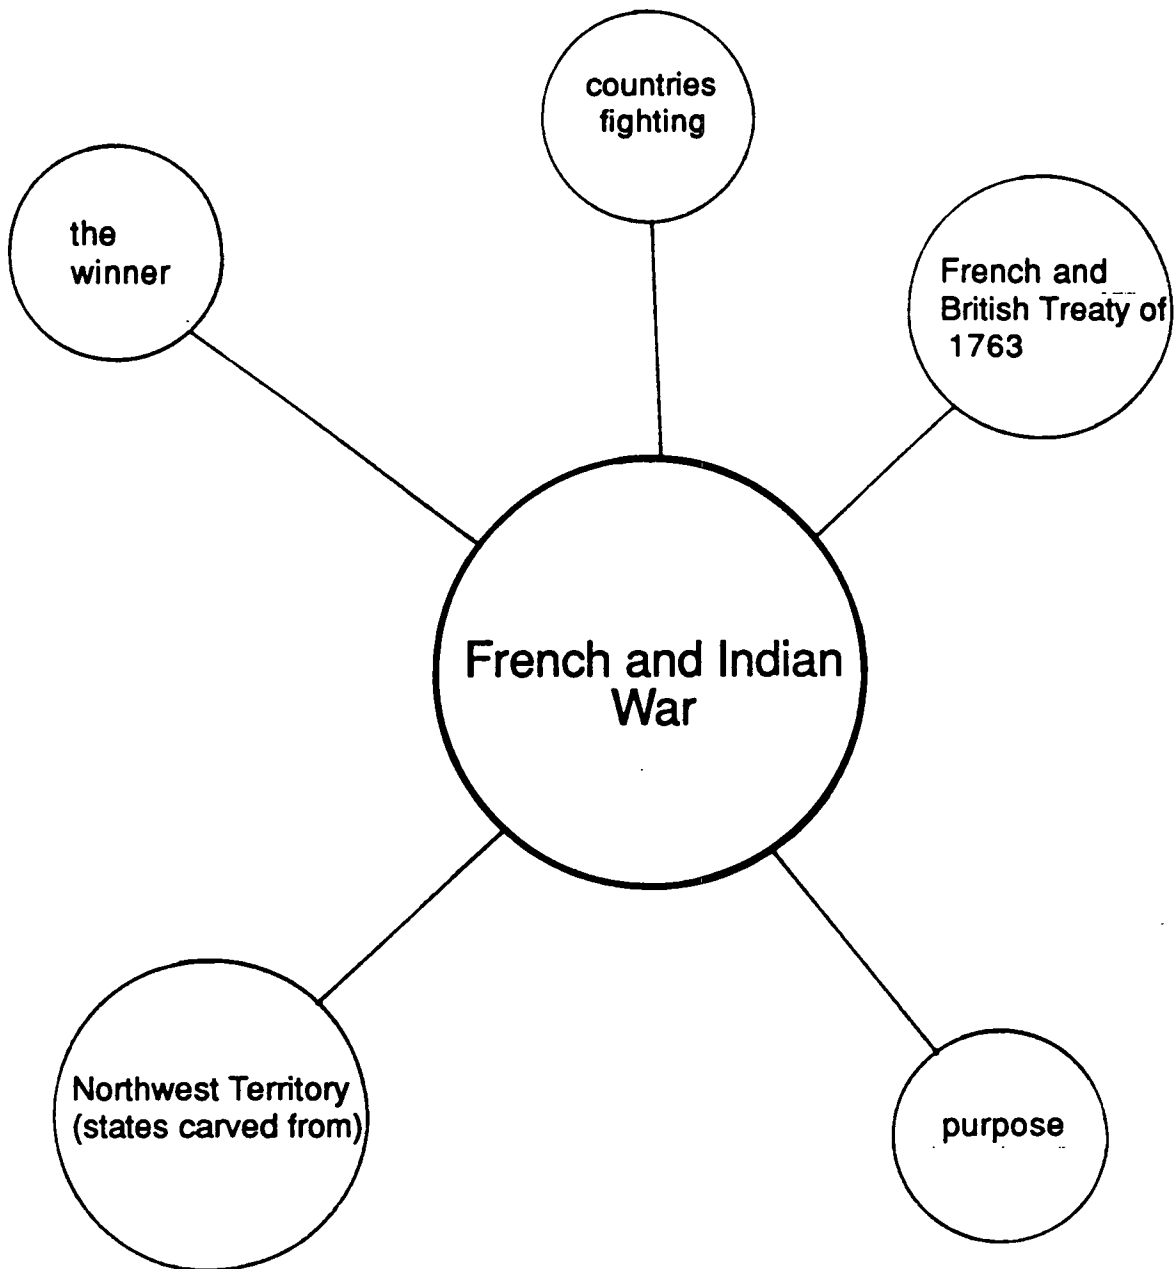 countries
fighting
the
winner
French and
British Treaty of
1763
French and Indian
War
Northwest Territory
(states carved from)
purpose